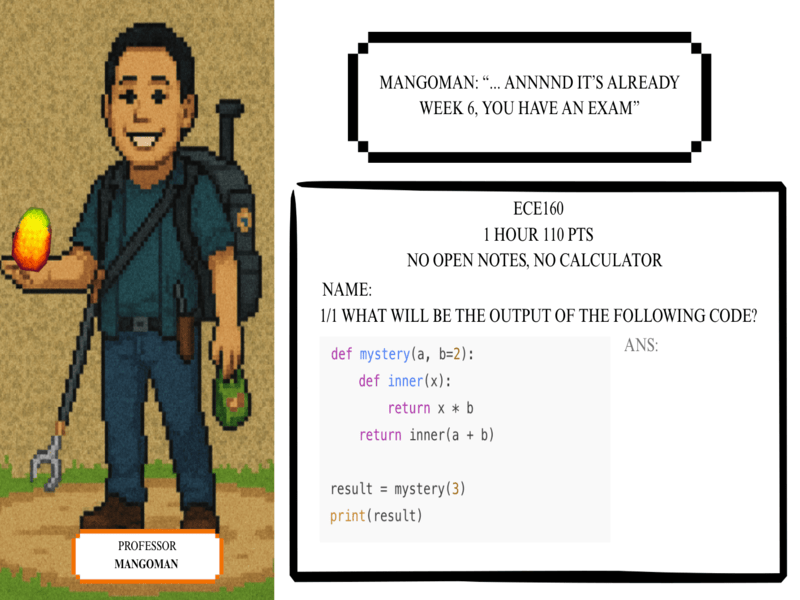 MANGOMAN: “... ANNNND IT’S ALREADY
WEEK 6, YOU HAVE AN EXAM”
ECE160
1 HOUR 110 PTS
NO OPEN NOTES, NO CALCULATOR
NAME:
1/1 WHAT WILL BE THE OUTPUT OF THE FOLLOWING CODE?
def mystery(a, b=2):
    def inner(x):
        return x * b
    return inner(a + b)

result = mystery(3)
print(result)
ANS:
PROFESSOR
MANGOMAN